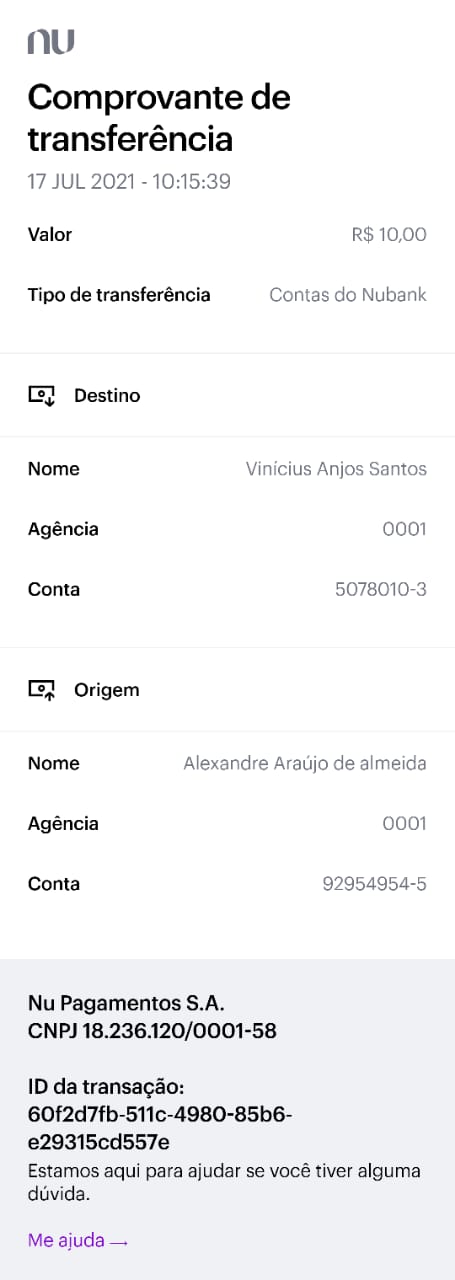 nu
Comprovante de
transferência
17 JUL 2021 - 10:15:39
Valor R$ 10,00
Tipo de transferência Contas do Nubank
Destino
Nome Vinícius Anjos Santos
Agência 0001
Conta 5078010-3
Origem
Nome Alexandre Araújo de almeida
Agência 0001
Conta 92954954-5
Nu Pagamentos S.A.
CNPJ 18.236.120/0001-58
ID da transação:
60f2d7fb-511c-4980-85b6-
e29315cd557e
Estamos aqui para ajudar se você tiver alguma
dúvida.
Me ajuda →